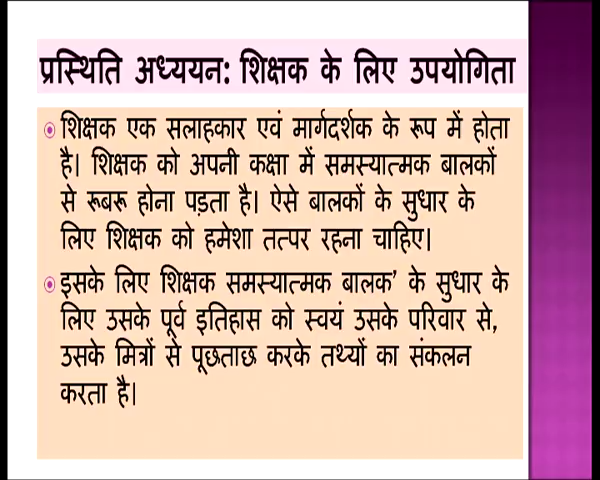 प्रस्थिति अध्ययन: शिक्षक के लिए उपयोगिता
शिक्षक एक सलाहकार एवं मार्गदर्शक के रूप में होता
है। शिक्षक को अपनी कक्षा में समस्यात्मक बालकों
से रूबरू होना पड़ता है। ऐसे बालकों के सुधार के
लिए शिक्षक को हमेशा तत्पर रहना चाहिए।
इसके लिए शिक्षक समस्यात्मक बालक’ के सुधार के
लिए उसके पूर्व इतिहास को स्वयं उसके परिवार से,
उसके मित्रों से पूछताछ करके तथ्यों का संकलन
करता है।